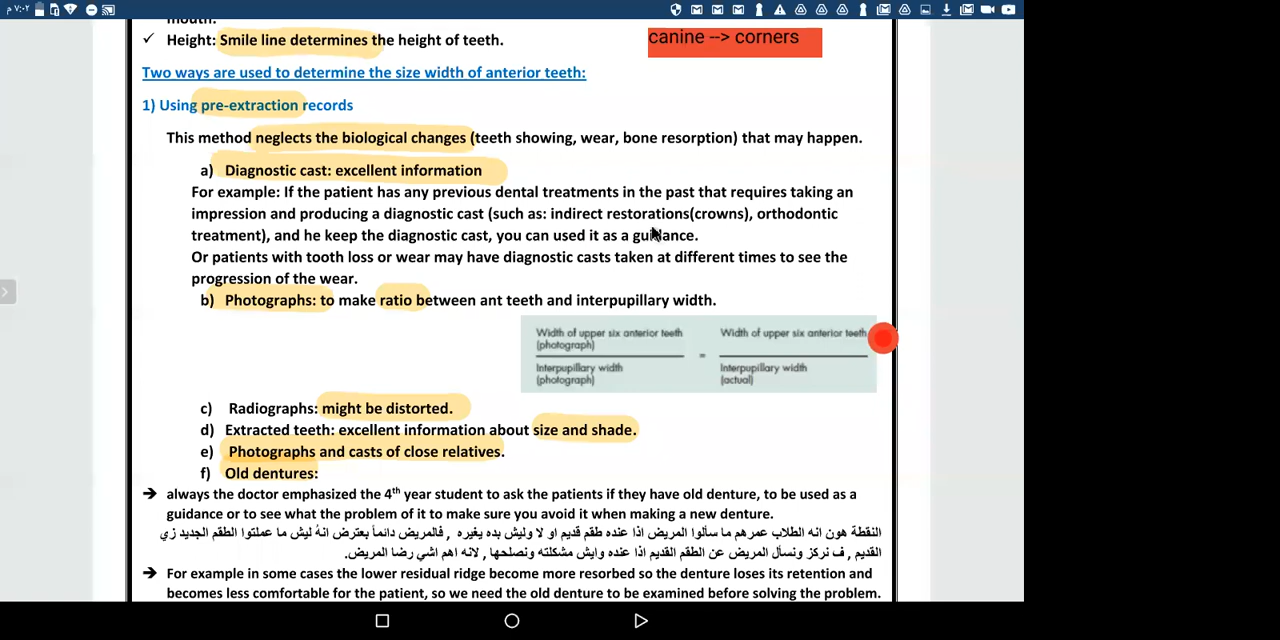 م ٧:٠٢
mouth.
✓ Height: Smile line determines the height of teeth.
canine --> corners
Two ways are used to determine the size width of anterior teeth:
1) Using pre-extraction records
This method neglects the biological changes (teeth showing, wear, bone resorption) that may happen.
a) Diagnostic cast: excellent information
For example: If the patient has any previous dental treatments in the past that requires taking an
impression and producing a diagnostic cast (such as: indirect restorations(crowns), orthodontic
treatment), and he keep the diagnostic cast, you can used it as a guidance.
Or patients with tooth loss or wear may have diagnostic casts taken at different times to see the
progression of the wear.
b) Photographs: to make ratio between ant teeth and interpupillary width.
Width of upper six anterior teeth
(photograph)
Interpupillary width
(photograph)
=
Width of upper six anterior teeth
Interpupillary width
(actual)
c) Radiographs: might be distorted.
d) Extracted teeth: excellent information about size and shade.
e) Photographs and casts of close relatives.
f) Old dentures:
➔ always the doctor emphasized the 4th year student to ask the patients if they have old denture, to be used as a
guidance or to see what the problem of it to make sure you avoid it when making a new denture.
النقطة هون انه الطلاب عمرهم ما سألوا المريض اذا عنده طقم قديم او لا وليش بده يغيره , فالمريض دائماً بعترض انهُ ليش ما عملتوا الطقم الجديد زي
القديم , ف نركز ونسأل المريض عن الطقم القديم اذا عنده وايش مشكلته ونصلحها , لانه اهم اشي رضا المريض.
➔ For example in some cases the lower residual ridge become more resorbed so the denture loses its retention and
becomes less comfortable for the patient, so we need the old denture to be examined before solving the problem.